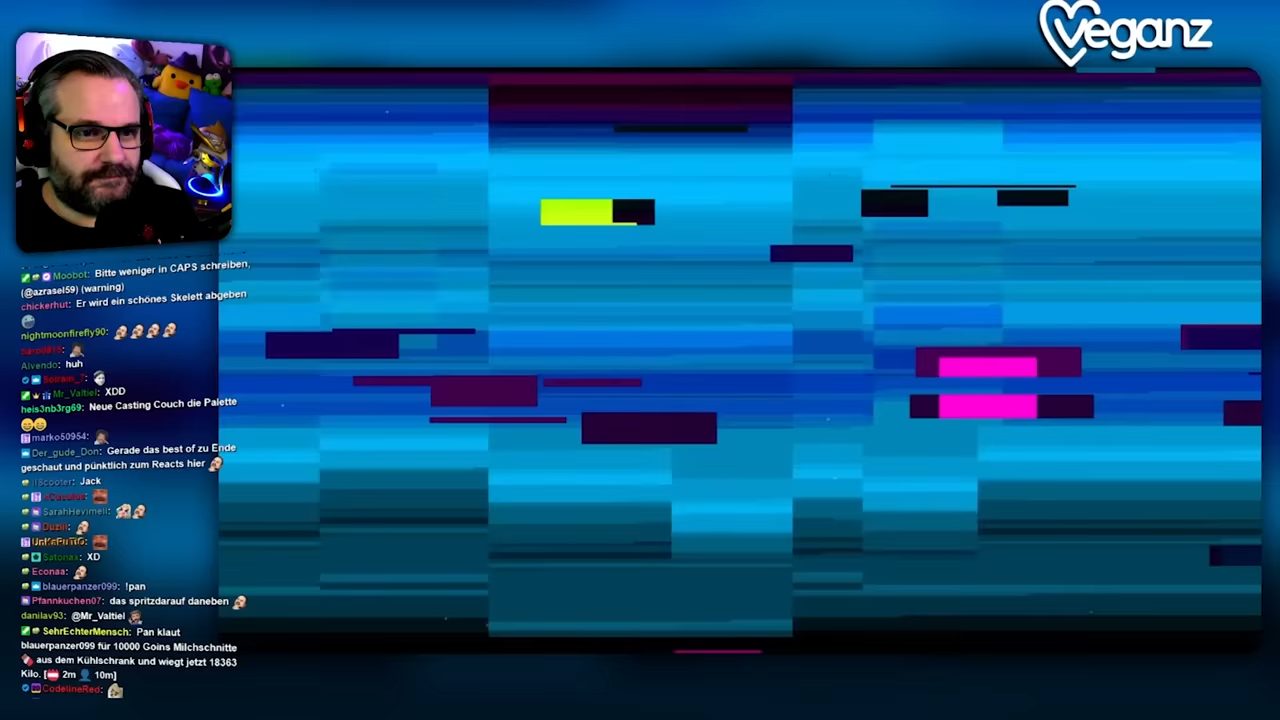 Veganz
Moobot: Bitte weniger in CAPS schreiben,
(@azrasel59) (warning)
chickerhut: Er wird ein schönes Skelett abgeben
nightmoonfirefly90:
Alvendo: huh
Mr_Valtiel: XDD
heis3nb3rg69: Neue Casting Couch die Palette
marko50954:
Der_gude_Don: Gerade das best of zu Ende
geschaut und pünktlich zum Reacts hier
Jack
SarahHevimell:
Duziii:
Satonax: XD
Econaa:
blauerpanzer099: !pan
Pfannkuchen07: das spritzdarauf daneben
danilav93: @Mr_Valtiel
SehrEchterMensch: Pan klaut
blauerpanzer099 für 10000 Goins Milchschnitte
aus dem Kühlschrank und wiegt jetzt 18363
Kilo. [ 2m 10m]
CodelineRed: